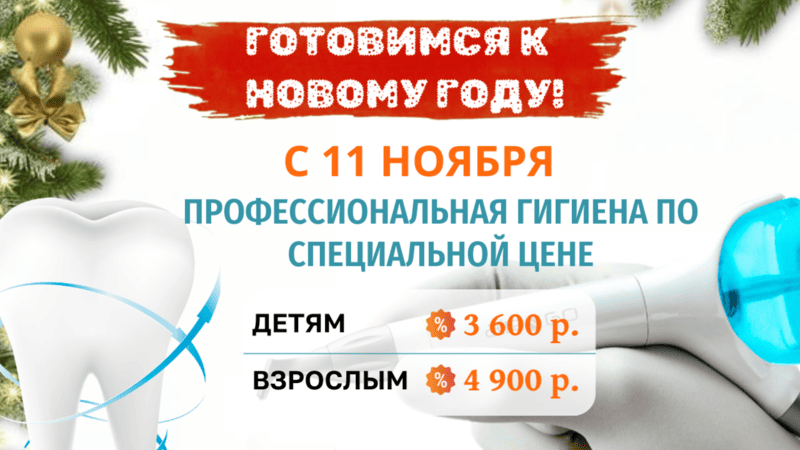 ГОТОВИМСЯ К
НОВОМУ ГОДУ!
С 11 НОЯБРЯ
ПРОФЕССИОНАЛЬНАЯ ГИГИЕНА ПО
СПЕЦИАЛЬНОЙ ЦЕНЕ
ДЕТЯМ % 3 600 р.
ВЗРОСЛЫМ % 4 900 р.